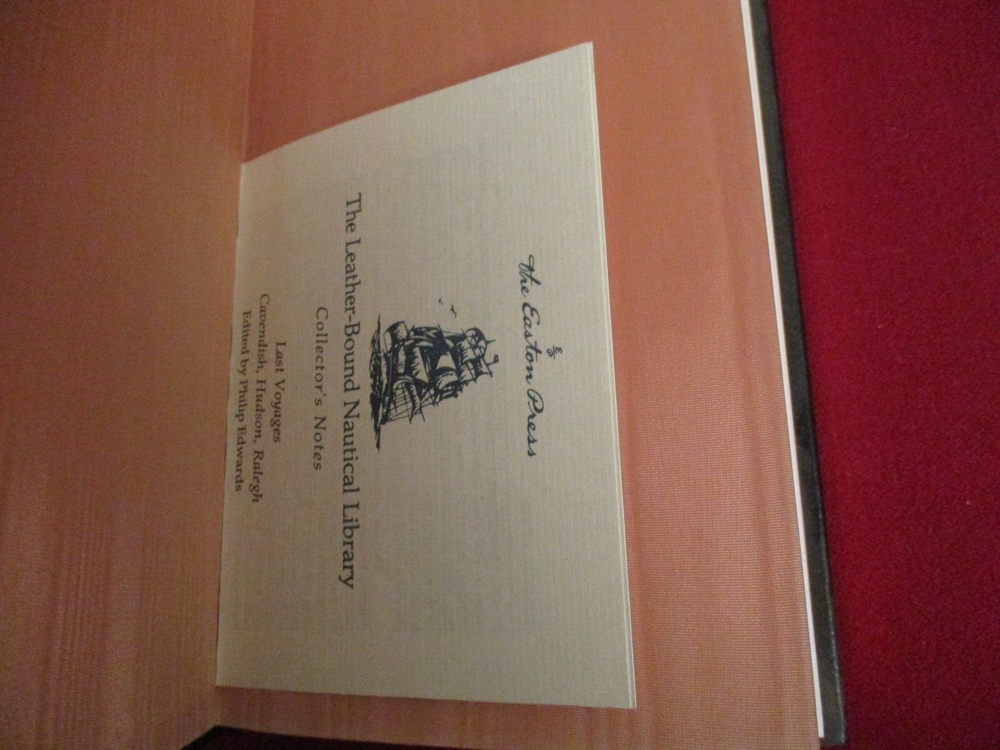 The Easton Press
The Leather-Bound Nautical Library
Collector's Notes
Last Voyages
Cavendish, Hudson, Ralegh
Edited by Philip Edwards